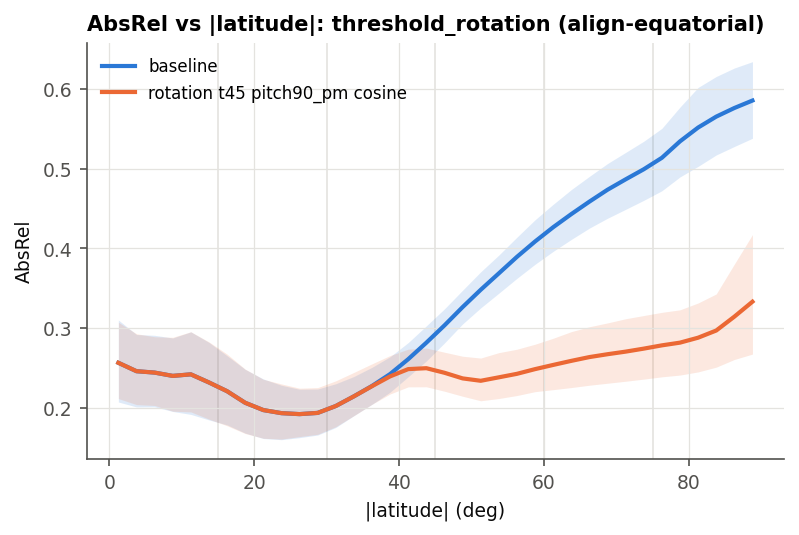 AbsRel vs |latitude|: threshold_rotation (align-equatorial)
baseline
rotation t45 pitch90_pm cosine
AbsRel
0.6
0.5
0.4
0.3
0.2
0 20 40 60 80
|latitude| (deg)